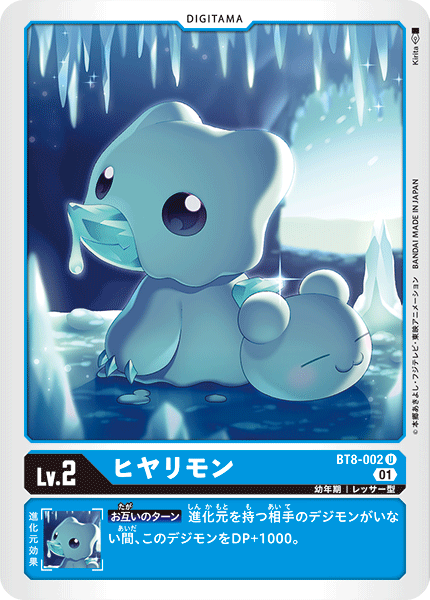 DIGITAMA
Kirita
BT8-002 U
Lv.2 ヒヤリモン
01
幼年期 | レッサー型
進化元効果
お互いのターン 進化元を持つ相手のデジモンがいな
い間、このデジモンをDP+1000。
© 本郷あきよし・フジテレビ・東映アニメーション BANDAI MADE IN JAPAN